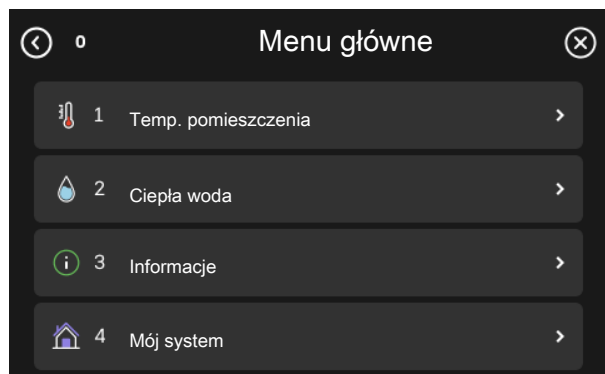 0 Menu główne
1 Temp. pomieszczenia
2 Ciepła woda
3 Informacje
4 Mój system